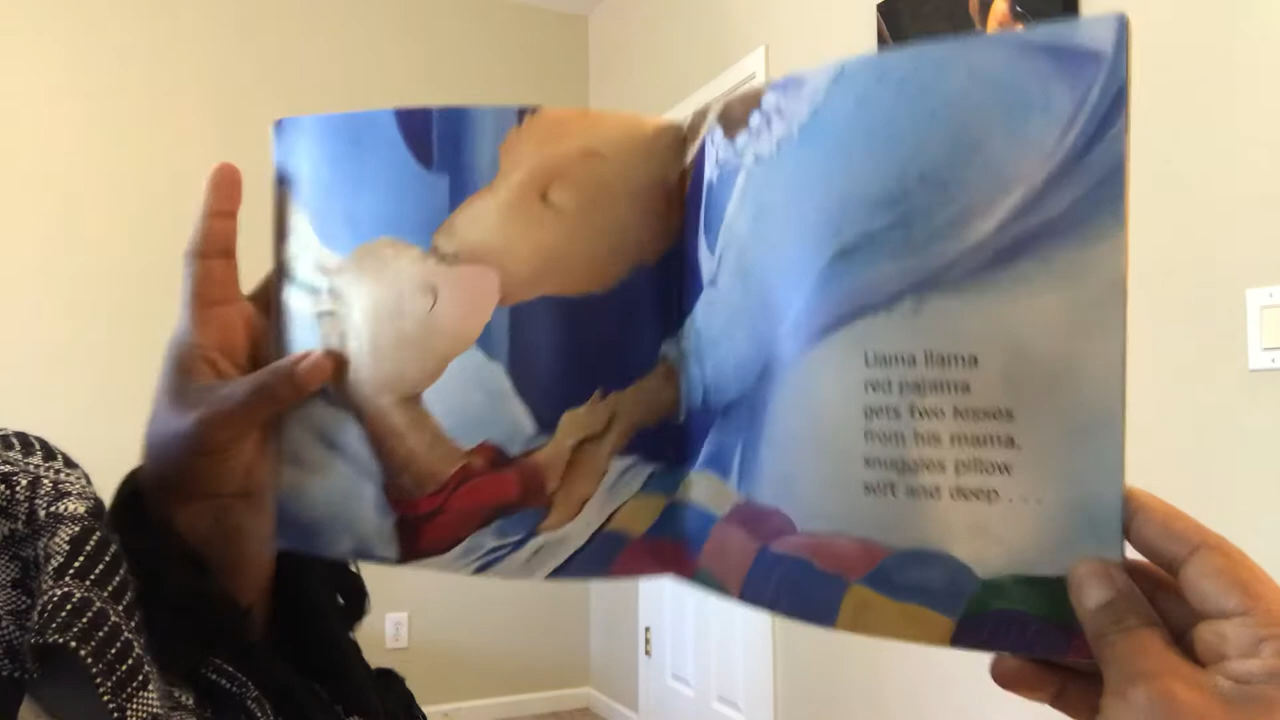 Llama llama
red pajama
gets two kisses
from his mama,
snuggles pillow
soft and deep . . .